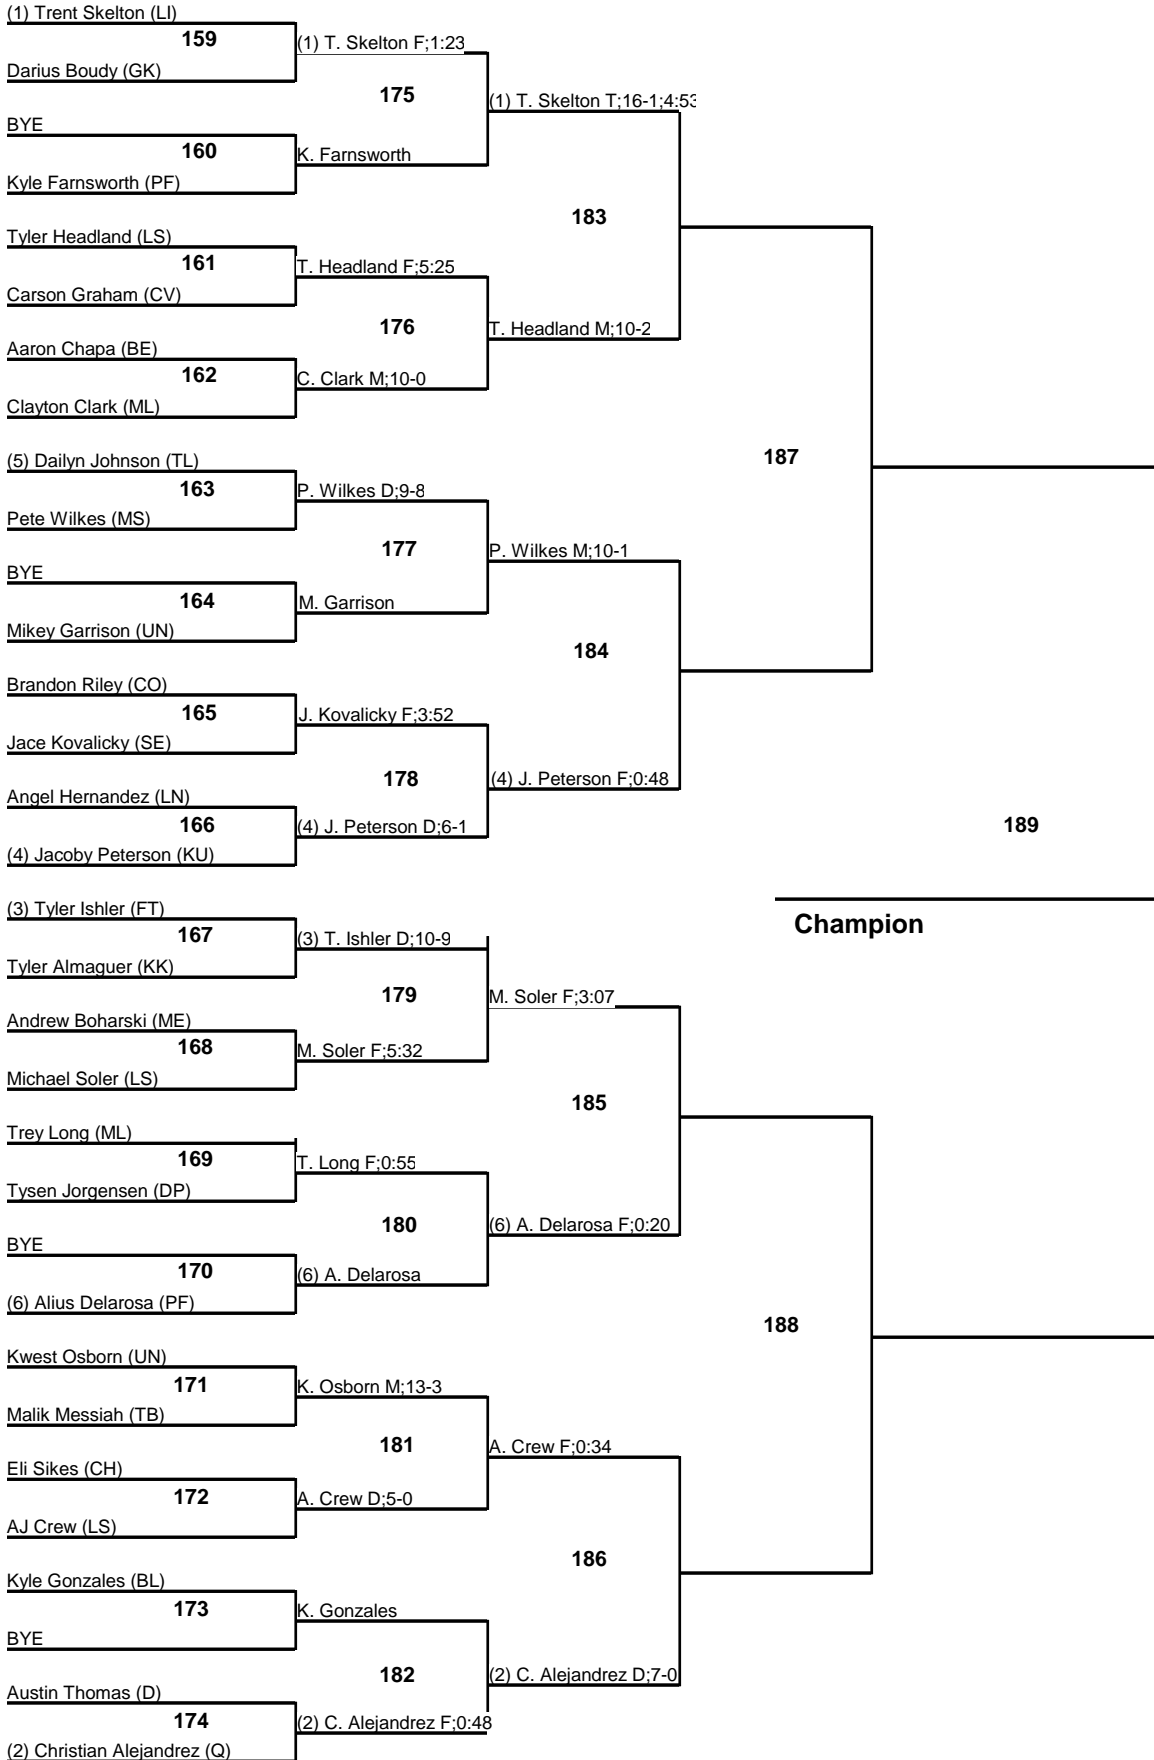 (1) Trent Skelton (LI)
159
(1) T. Skelton F;1:23
Darius Boudy (GK)
175
(1) T. Skelton T;16-1;4:53
BYE
160
K. Farnsworth
Kyle Farnsworth (PF)
183
Tyler Headland (LS)
161
T. Headland F;5:25
Carson Graham (CV)
176
T. Headland M;10-2
Aaron Chapa (BE)
162
C. Clark M;10-0
Clayton Clark (ML)
187
(5) Dailyn Johnson (TL)
163
P. Wilkes D;9-8
Pete Wilkes (MS)
177
P. Wilkes M;10-1
BYE
164
M. Garrison
Mikey Garrison (UN)
184
Brandon Riley (CO)
165
J. Kovalicky F;3:52
Jace Kovalicky (SE)
178
(4) J. Peterson F;0:48
Angel Hernandez (LN)
166
(4) J. Peterson D;6-1
189
(4) Jacoby Peterson (KU)
(3) Tyler Ishler (FT)
Champion
167
(3) T. Ishler D;10-9
Tyler Almaguer (KK)
179
M. Soler F;3:07
Andrew Boharski (ME)
168
M. Soler F;5:32
Michael Soler (LS)
185
Trey Long (ML)
169
T. Long F;0:55
Tysen Jorgensen (DP)
180
(6) A. Delarosa F;0:20
BYE
170
(6) A. Delarosa
(6) Alius Delarosa (PF)
188
Kwest Osborn (UN)
171
K. Osborn M;13-3
Malik Messiah (TB)
181
A. Crew F;0:34
Eli Sikes (CH)
172
A. Crew D;5-0
AJ Crew (LS)
186
Kyle Gonzales (BL)
173
K. Gonzales
BYE
182
(2) C. Alejandrez D;7-0
Austin Thomas (D)
174
(2) C. Alejandrez F;0:48
(2) Christian Alejandrez (Q)